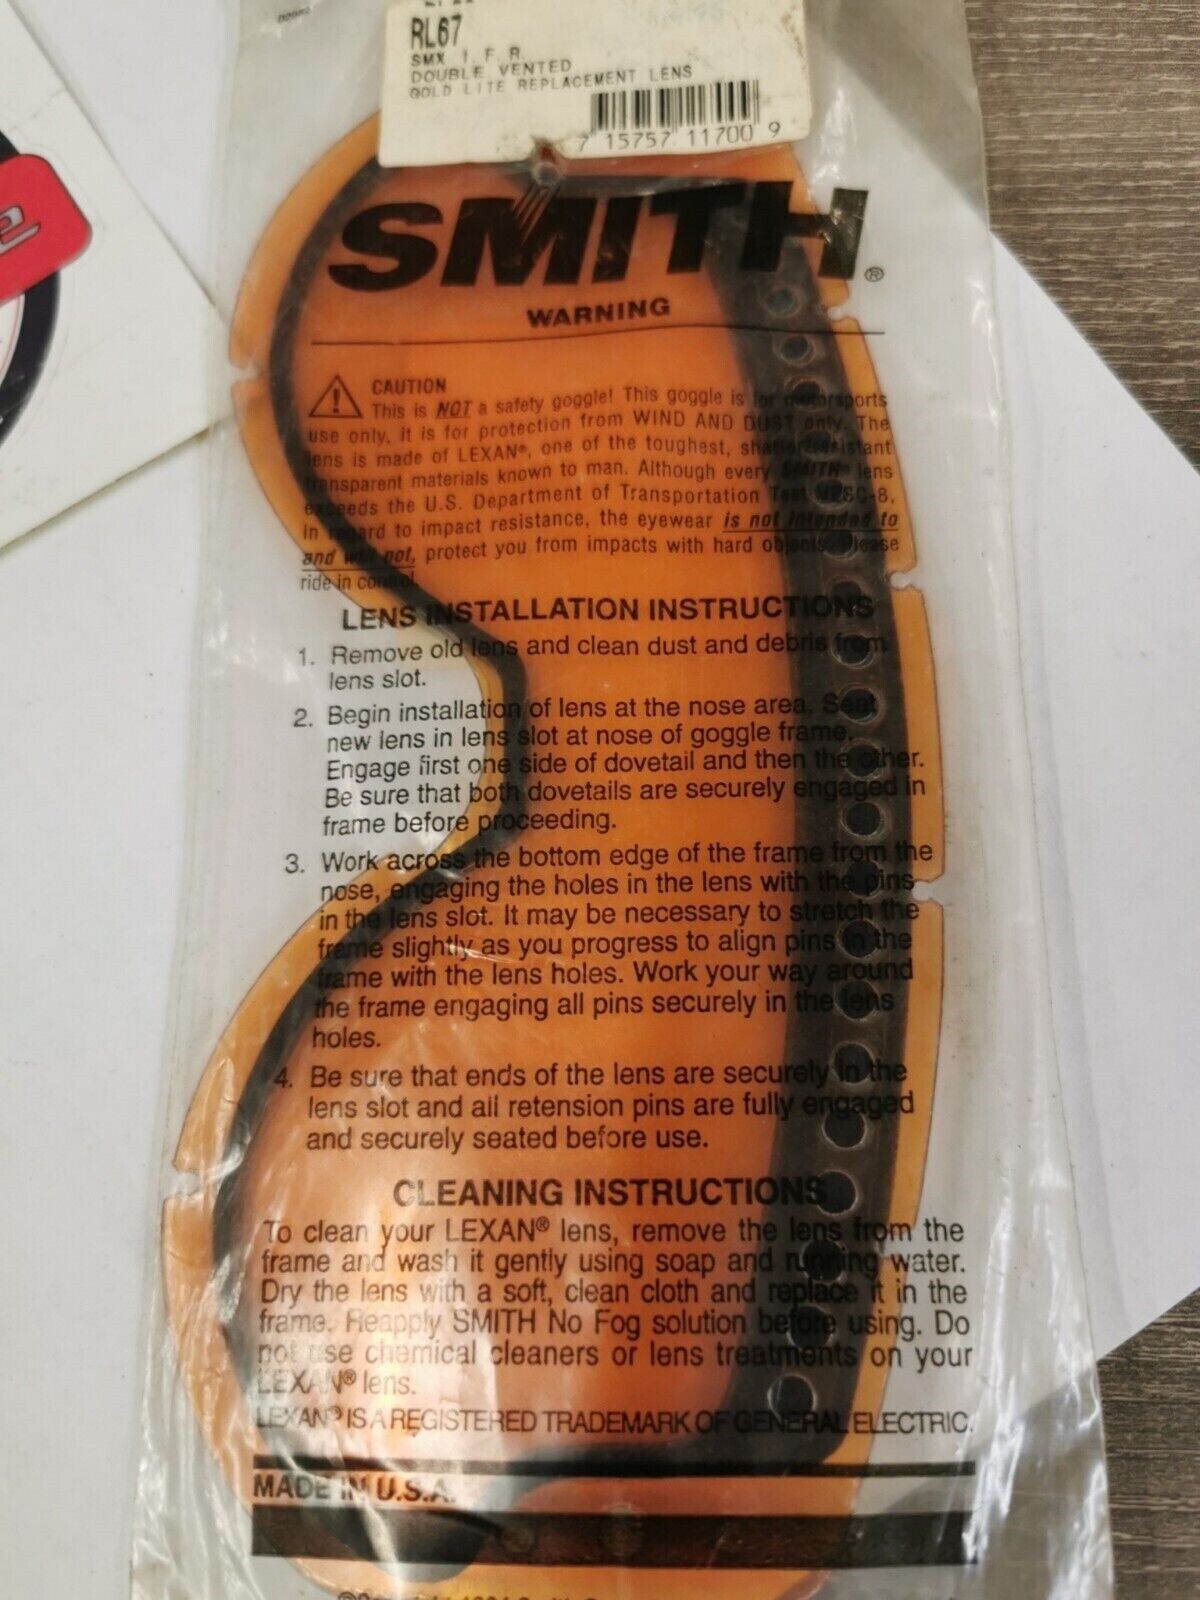 RL67
SMX I.F.R.
DOUBLE VENTED
GOLD LITE REPLACEMENT LENS
7 15757 11700 9
SMITH®
WARNING
CAUTION
This is NOT a safety goggle! This goggle is for motorsports
use only, it is for protection from WIND AND DUST only. The
lens is made of LEXAN®, one of the toughest, shatter resistant
transparent materials known to man. Although every SMITH® lens
exceeds the U.S. Department of Transportation Test VESC-8,
in regard to impact resistance, the eyewear is not intended to
and will not, protect you from impacts with hard objects. Please
ride in control.
LENS INSTALLATION INSTRUCTIONS
1. Remove old lens and clean dust and debris from
lens slot.
2. Begin installation of lens at the nose area. Seat
new lens in lens slot at nose of goggle frame.
Engage first one side of dovetail and then the other.
Be sure that both dovetails are securely engaged in
frame before proceeding.
3. Work across the bottom edge of the frame from the
nose, engaging the holes in the lens with the pins
in the lens slot. It may be necessary to stretch the
frame slightly as you progress to align pins in the
frame with the lens holes. Work your way around
the frame engaging all pins securely in the lens
holes.
4. Be sure that ends of the lens are securely in the
lens slot and all retension pins are fully engaged
and securely seated before use.
CLEANING INSTRUCTIONS
To clean your LEXAN® lens, remove the lens from the
frame and wash it gently using soap and running water.
Dry the lens with a soft, clean cloth and replace it in the
frame. Reapply SMITH No Fog solution before using. Do
not use chemical cleaners or lens treatments on your
LEXAN® lens.
LEXAN® IS A REGISTERED TRADEMARK OF GENERAL ELECTRIC.
MADE IN U.S.A.